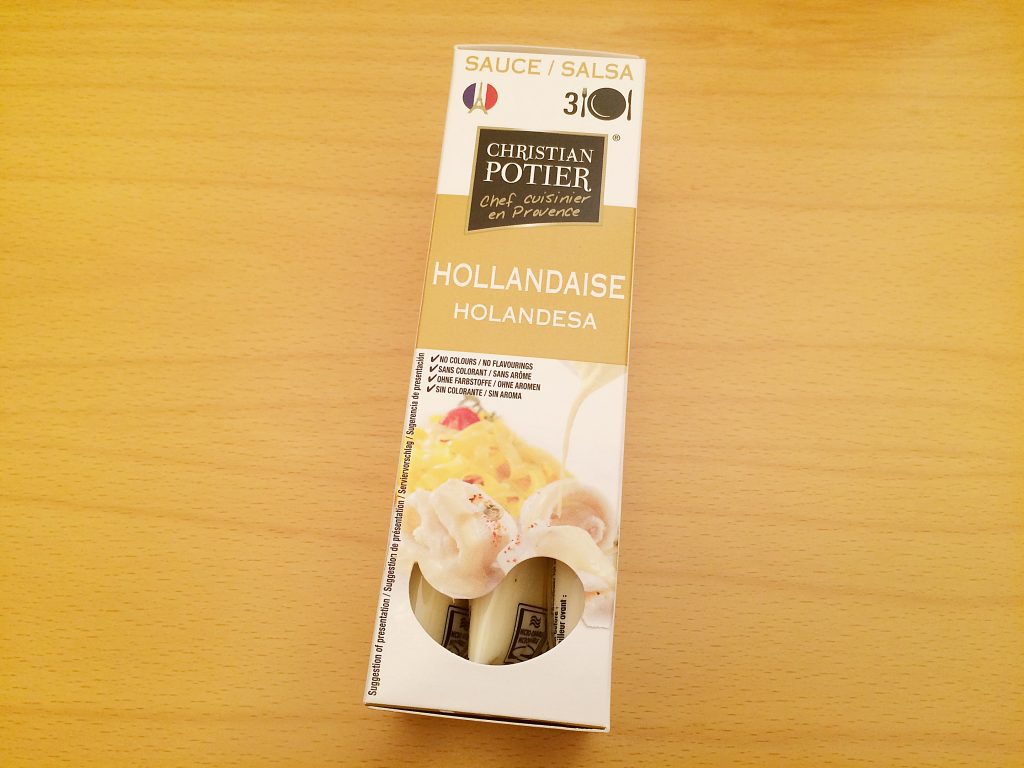 SAUCE / SALSA
3
CHRISTIAN
POTIER®
Chef cuisinier
en Provence
HOLLANDAISE
HOLANDESA
✓NO COLOURS / NO FLAVOURINGS
✓SANS COLORANT / SANS ARÔME
✓OHNE FARBSTOFFE / OHNE AROMEN
✓SIN COLORANTE / SIN AROMA
Suggestion of presentation / Suggestion de présentation / Serviervorschlag / Sugerencia de presentación